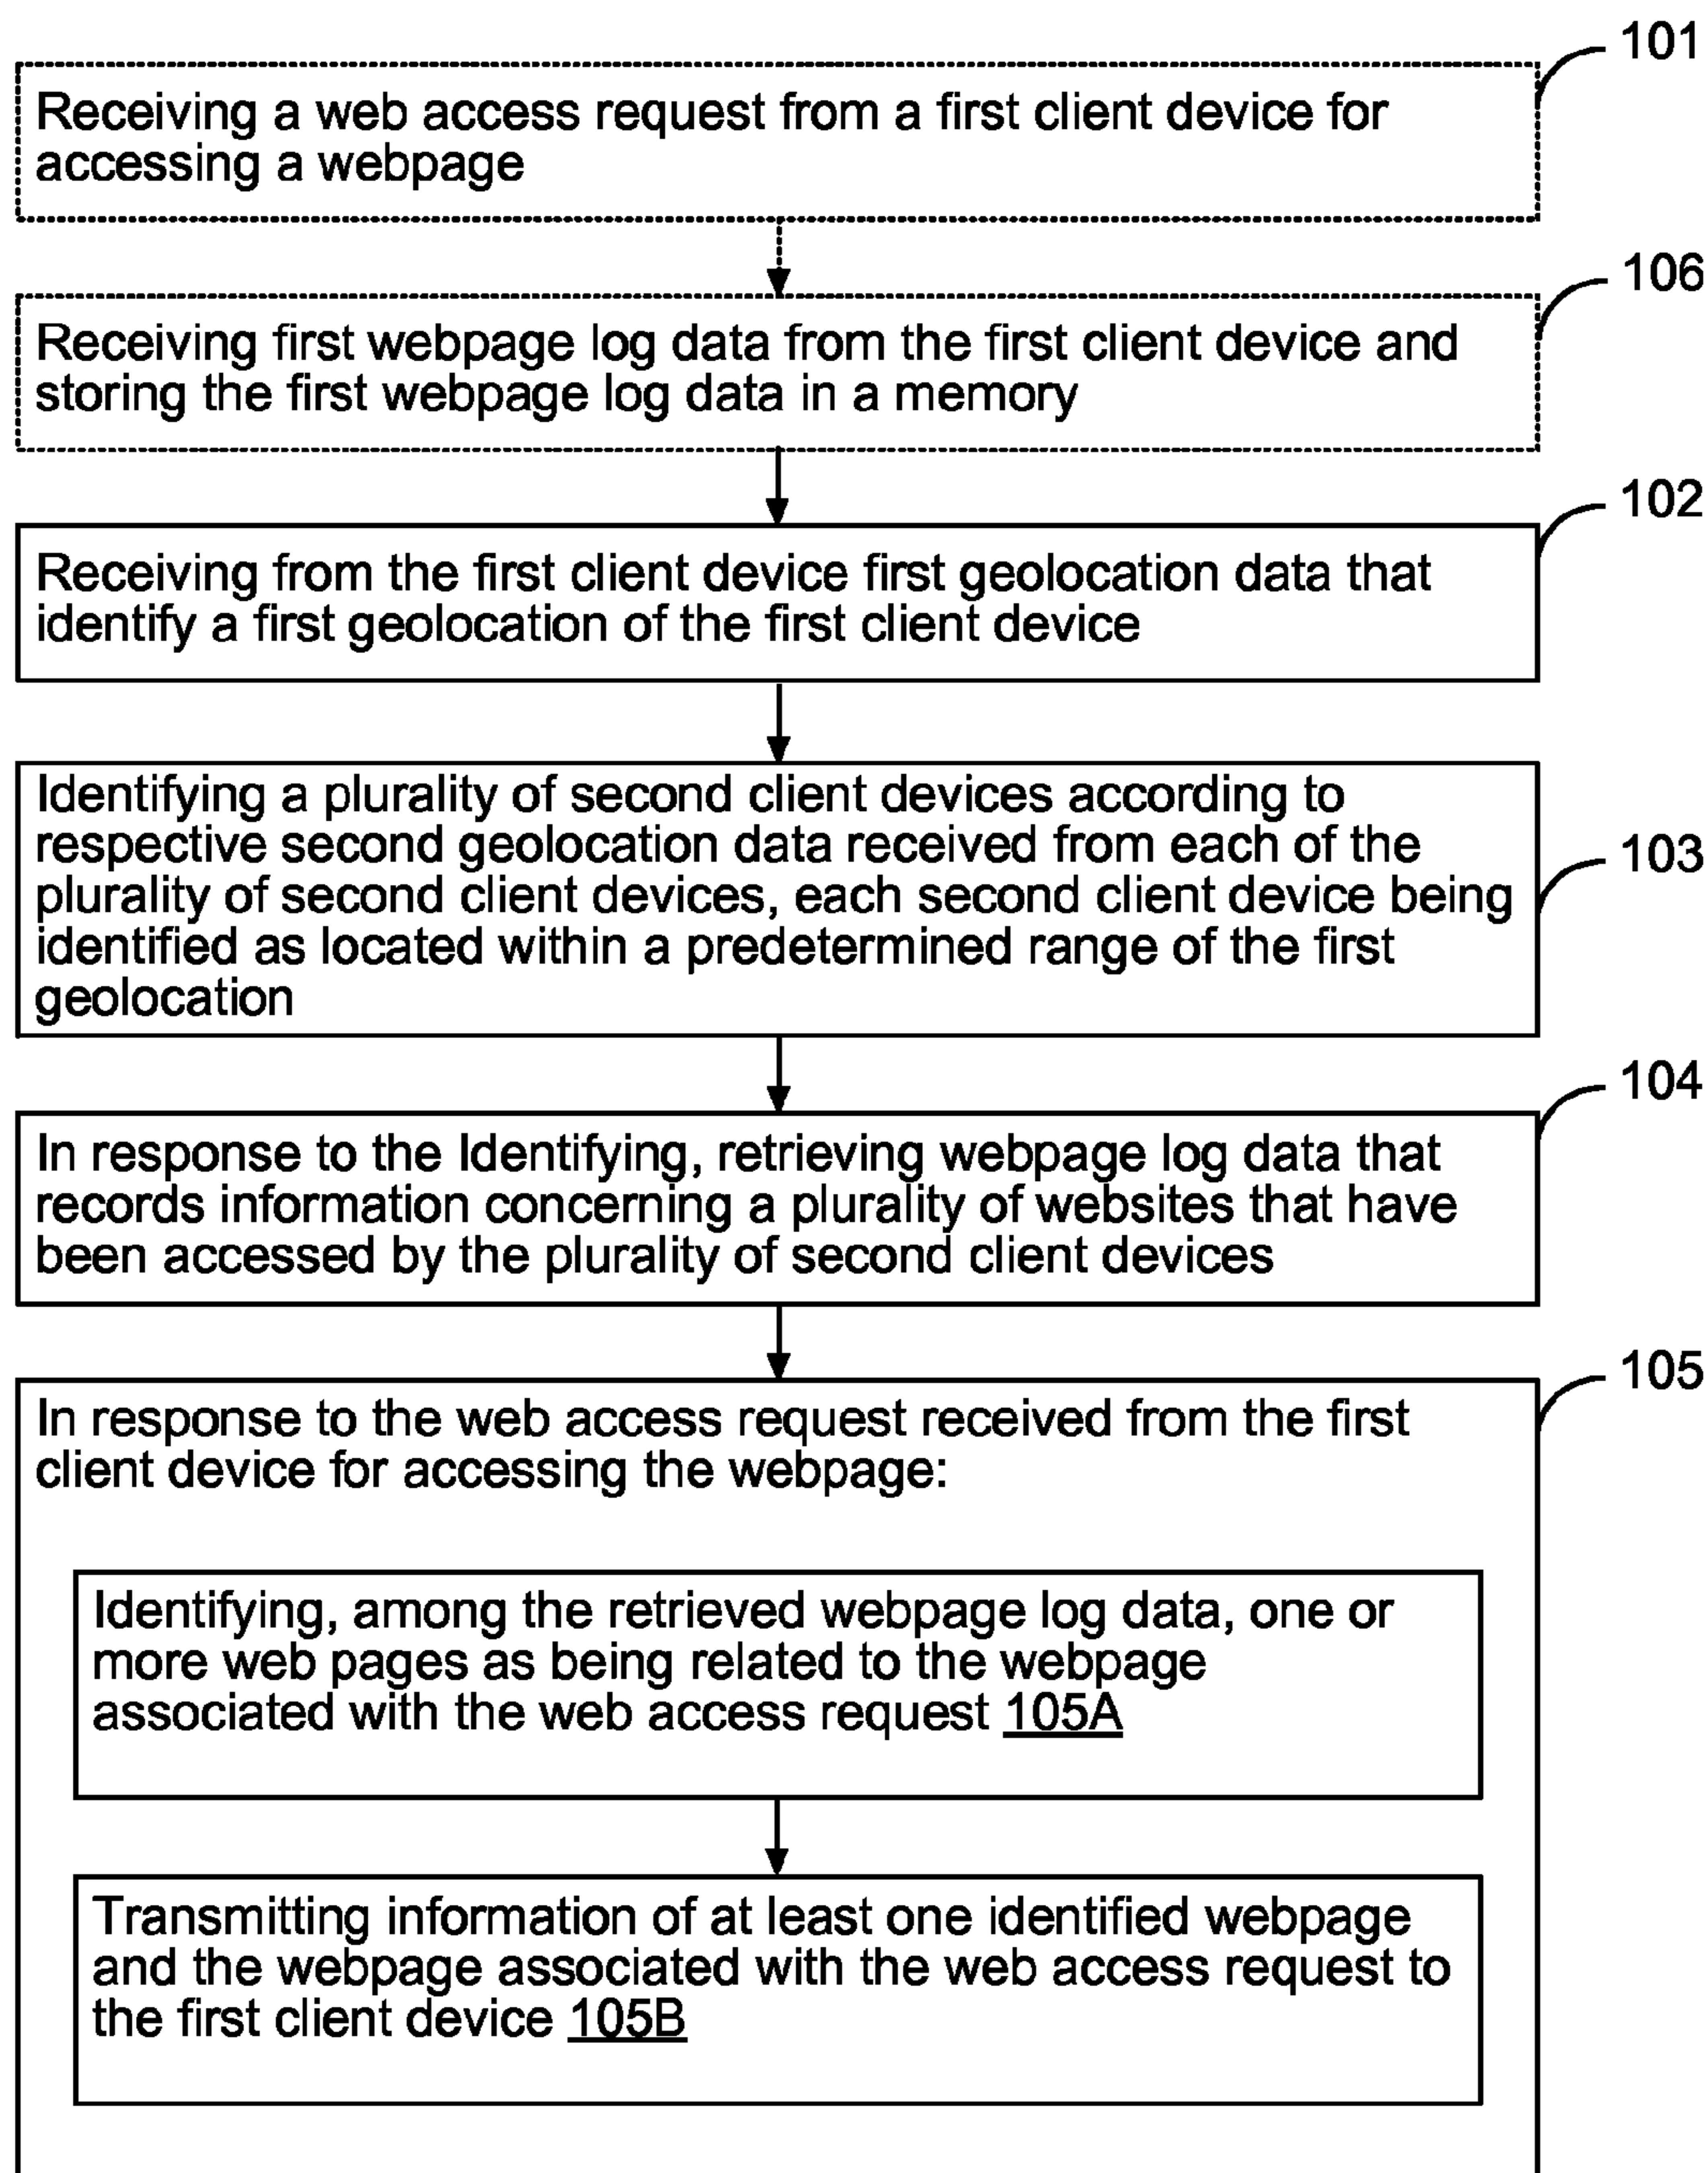 101
Receiving a web access request from a first client device for
accessing a webpage
106
Receiving first webpage log data from the first client device and
storing the first webpage log data in a memory
102
Receiving from the first client device first geolocation data that
identify a first geolocation of the first client device
Identifying a plurality of second client devices according to
respective second geolocation data received from each of the
103
plurality of second client devices, each second client device being
identified as located within a predetermined range of the first
geolocation
104
In response to the Identifying, retrieving webpage log data that
records information concerning a plurality of websites that have
been accessed by the plurality of second client devices
105
In response to the web access request received from the first
client device for accessing the webpage:
Identifying, among the retrieved webpage log data, one or
more web pages as being related to the webpage
associated with the web access request 105A
Transmitting information of at least one identified webpage
and the webpage associated with the web access request to
the first client device 105B